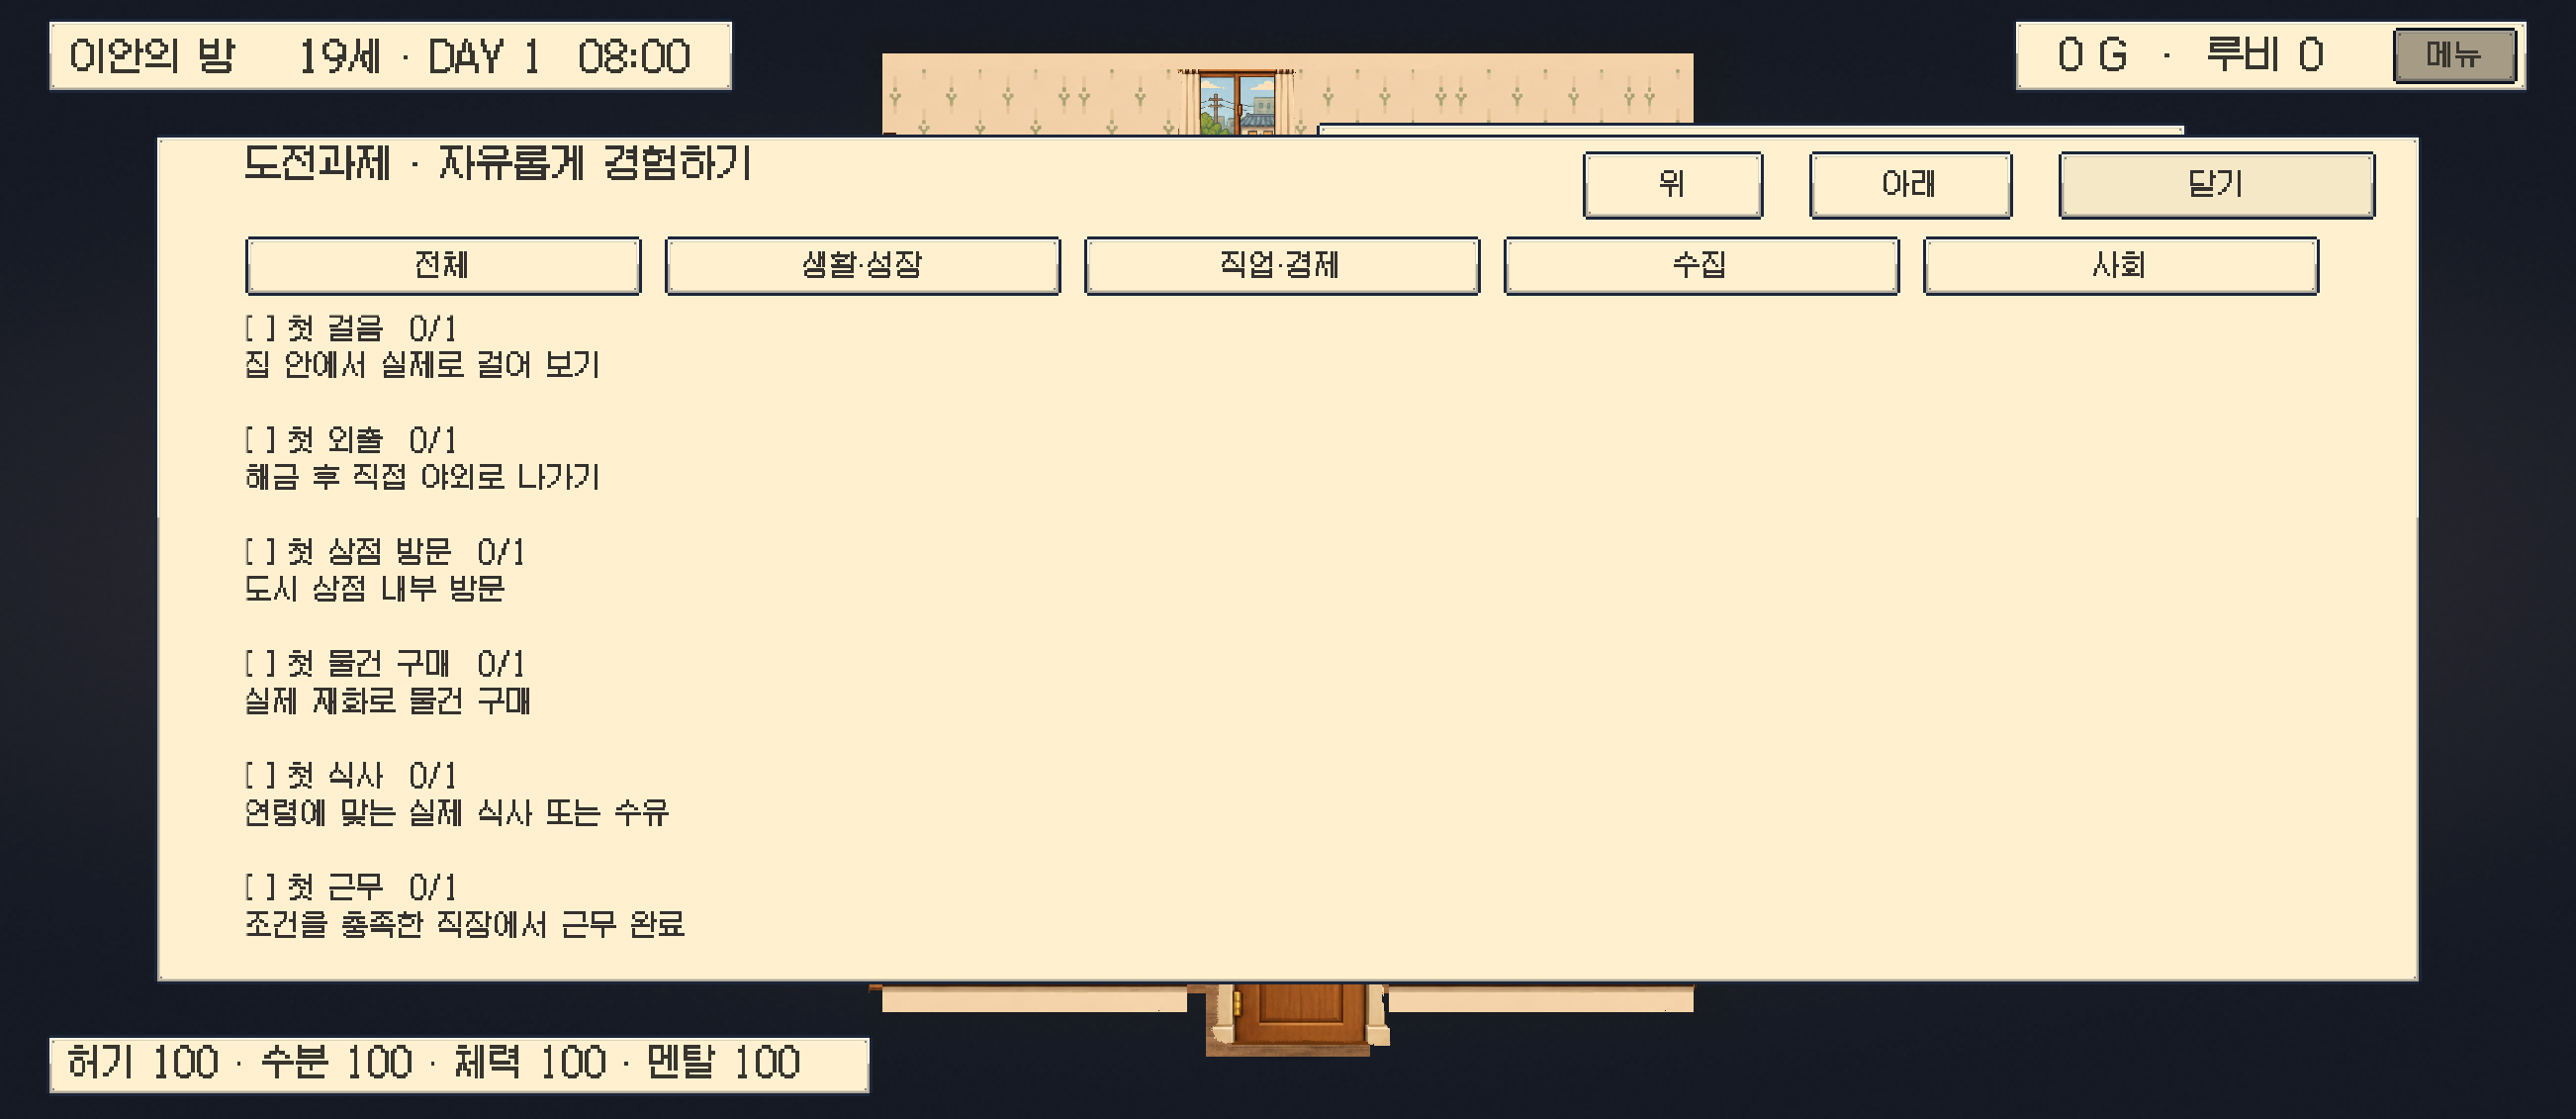 이안의 방 19세 · DAY 1 08:00
0 G · 루비 0 메뉴
도전과제 · 자유롭게 경험하기
위 아래 닫기
전체 생활·성장 직업·경제 수집 사회
[ ] 첫 걸음 0/1
집 안에서 실제로 걸어 보기
[ ] 첫 외출 0/1
해금 후 직접 야외로 나가기
[ ] 첫 상점 방문 0/1
도시 상점 내부 방문
[ ] 첫 물건 구매 0/1
실제 재화로 물건 구매
[ ] 첫 식사 0/1
연령에 맞는 실제 식사 또는 수유
[ ] 첫 근무 0/1
조건을 충족한 직장에서 근무 완료
허기 100 · 수분 100 · 체력 100 · 멘탈 100